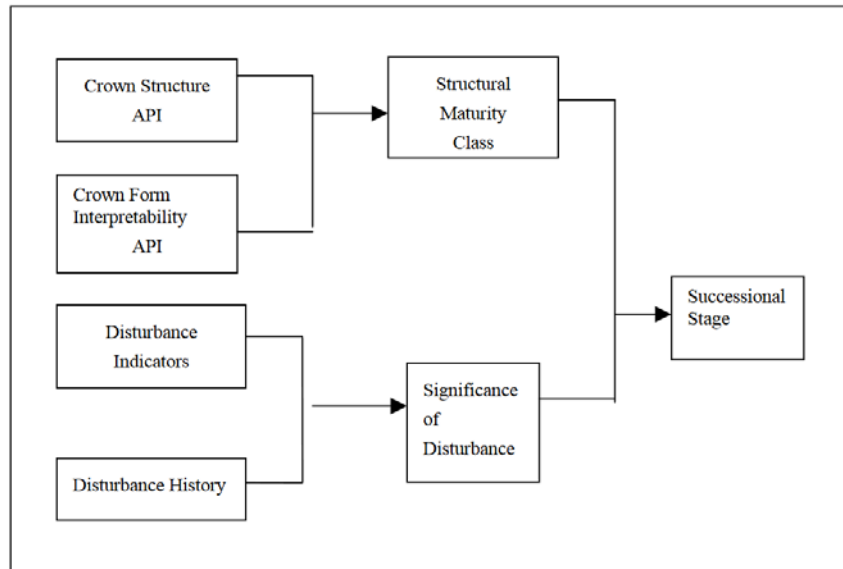 Crown Structure
API
Crown Form
Interpretability
API
Disturbance
Indicators
Disturbance History
Structural
Maturity
Class
Significance
of
Disturbance
Successional
Stage